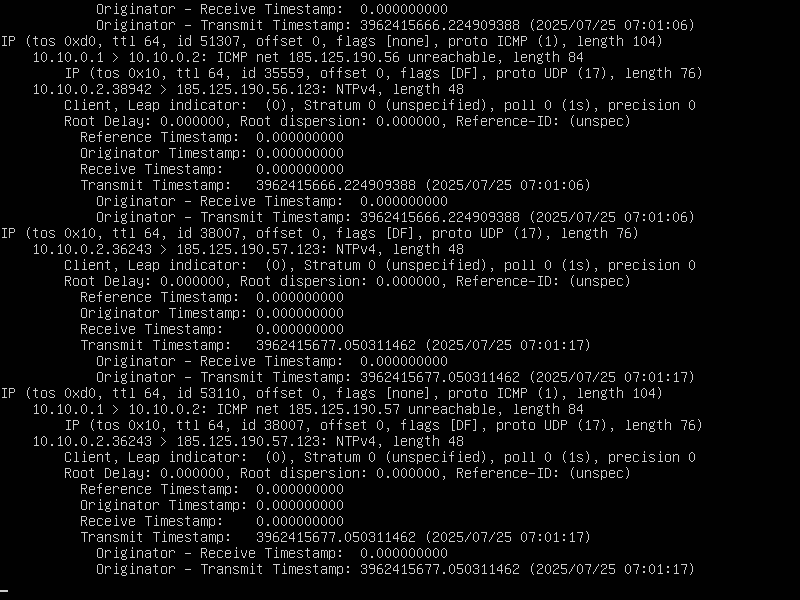 Originator - Receive Timestamp:  0.000000000
Originator - Transmit Timestamp: 3962415666.224909388 (2025/07/25 07:01:06)
IP (tos 0xd0, ttl 64, id 51307, offset 0, flags [none], proto ICMP (1), length 104)
10.10.0.1 > 10.10.0.2: ICMP net 185.125.190.56 unreachable, length 84
IP (tos 0x10, ttl 64, id 35559, offset 0, flags [DF], proto UDP (17), length 76)
10.10.0.2.38942 > 185.125.190.56.123: NTPv4, length 48
Client, Leap indicator:  (0), Stratum 0 (unspecified), poll 0 (1s), precision 0
Root Delay: 0.000000, Root dispersion: 0.000000, Reference-ID: (unspec)
Reference Timestamp:  0.000000000
Originator Timestamp: 0.000000000
Receive Timestamp:    0.000000000
Transmit Timestamp:   3962415666.224909388 (2025/07/25 07:01:06)
Originator - Receive Timestamp:  0.000000000
Originator - Transmit Timestamp: 3962415666.224909388 (2025/07/25 07:01:06)
IP (tos 0x10, ttl 64, id 38007, offset 0, flags [DF], proto UDP (17), length 76)
10.10.0.2.36243 > 185.125.190.57.123: NTPv4, length 48
Client, Leap indicator:  (0), Stratum 0 (unspecified), poll 0 (1s), precision 0
Root Delay: 0.000000, Root dispersion: 0.000000, Reference-ID: (unspec)
Reference Timestamp:  0.000000000
Originator Timestamp: 0.000000000
Receive Timestamp:    0.000000000
Transmit Timestamp:   3962415677.050311462 (2025/07/25 07:01:17)
Originator - Receive Timestamp:  0.000000000
Originator - Transmit Timestamp: 3962415677.050311462 (2025/07/25 07:01:17)
IP (tos 0xd0, ttl 64, id 53110, offset 0, flags [none], proto ICMP (1), length 104)
10.10.0.1 > 10.10.0.2: ICMP net 185.125.190.57 unreachable, length 84
IP (tos 0x10, ttl 64, id 38007, offset 0, flags [DF], proto UDP (17), length 76)
10.10.0.2.36243 > 185.125.190.57.123: NTPv4, length 48
Client, Leap indicator:  (0), Stratum 0 (unspecified), poll 0 (1s), precision 0
Root Delay: 0.000000, Root dispersion: 0.000000, Reference-ID: (unspec)
Reference Timestamp:  0.000000000
Originator Timestamp: 0.000000000
Receive Timestamp:    0.000000000
Transmit Timestamp:   3962415677.050311462 (2025/07/25 07:01:17)
Originator - Receive Timestamp:  0.000000000
Originator - Transmit Timestamp: 3962415677.050311462 (2025/07/25 07:01:17)